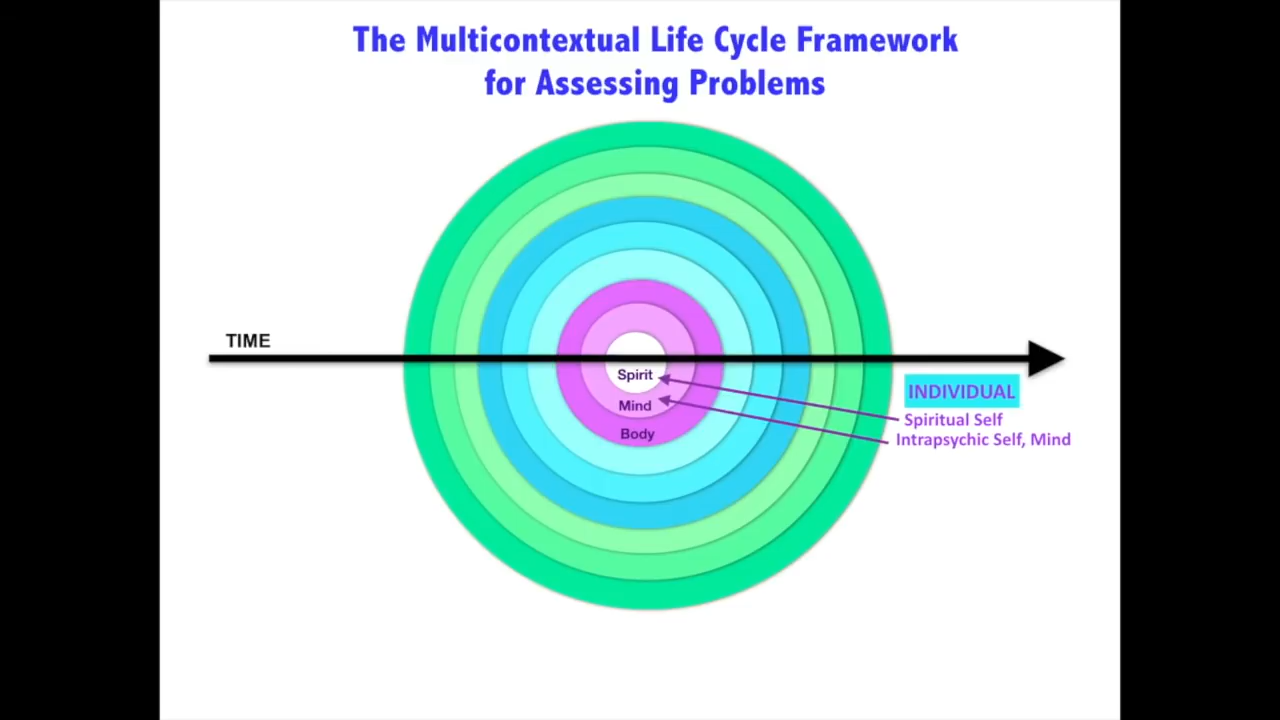 The Multicontextual Life Cycle Framework
for Assessing Problems
TIME
Spirit
Mind
Body
INDIVIDUAL
Spiritual Self
Intrapsychic Self, Mind